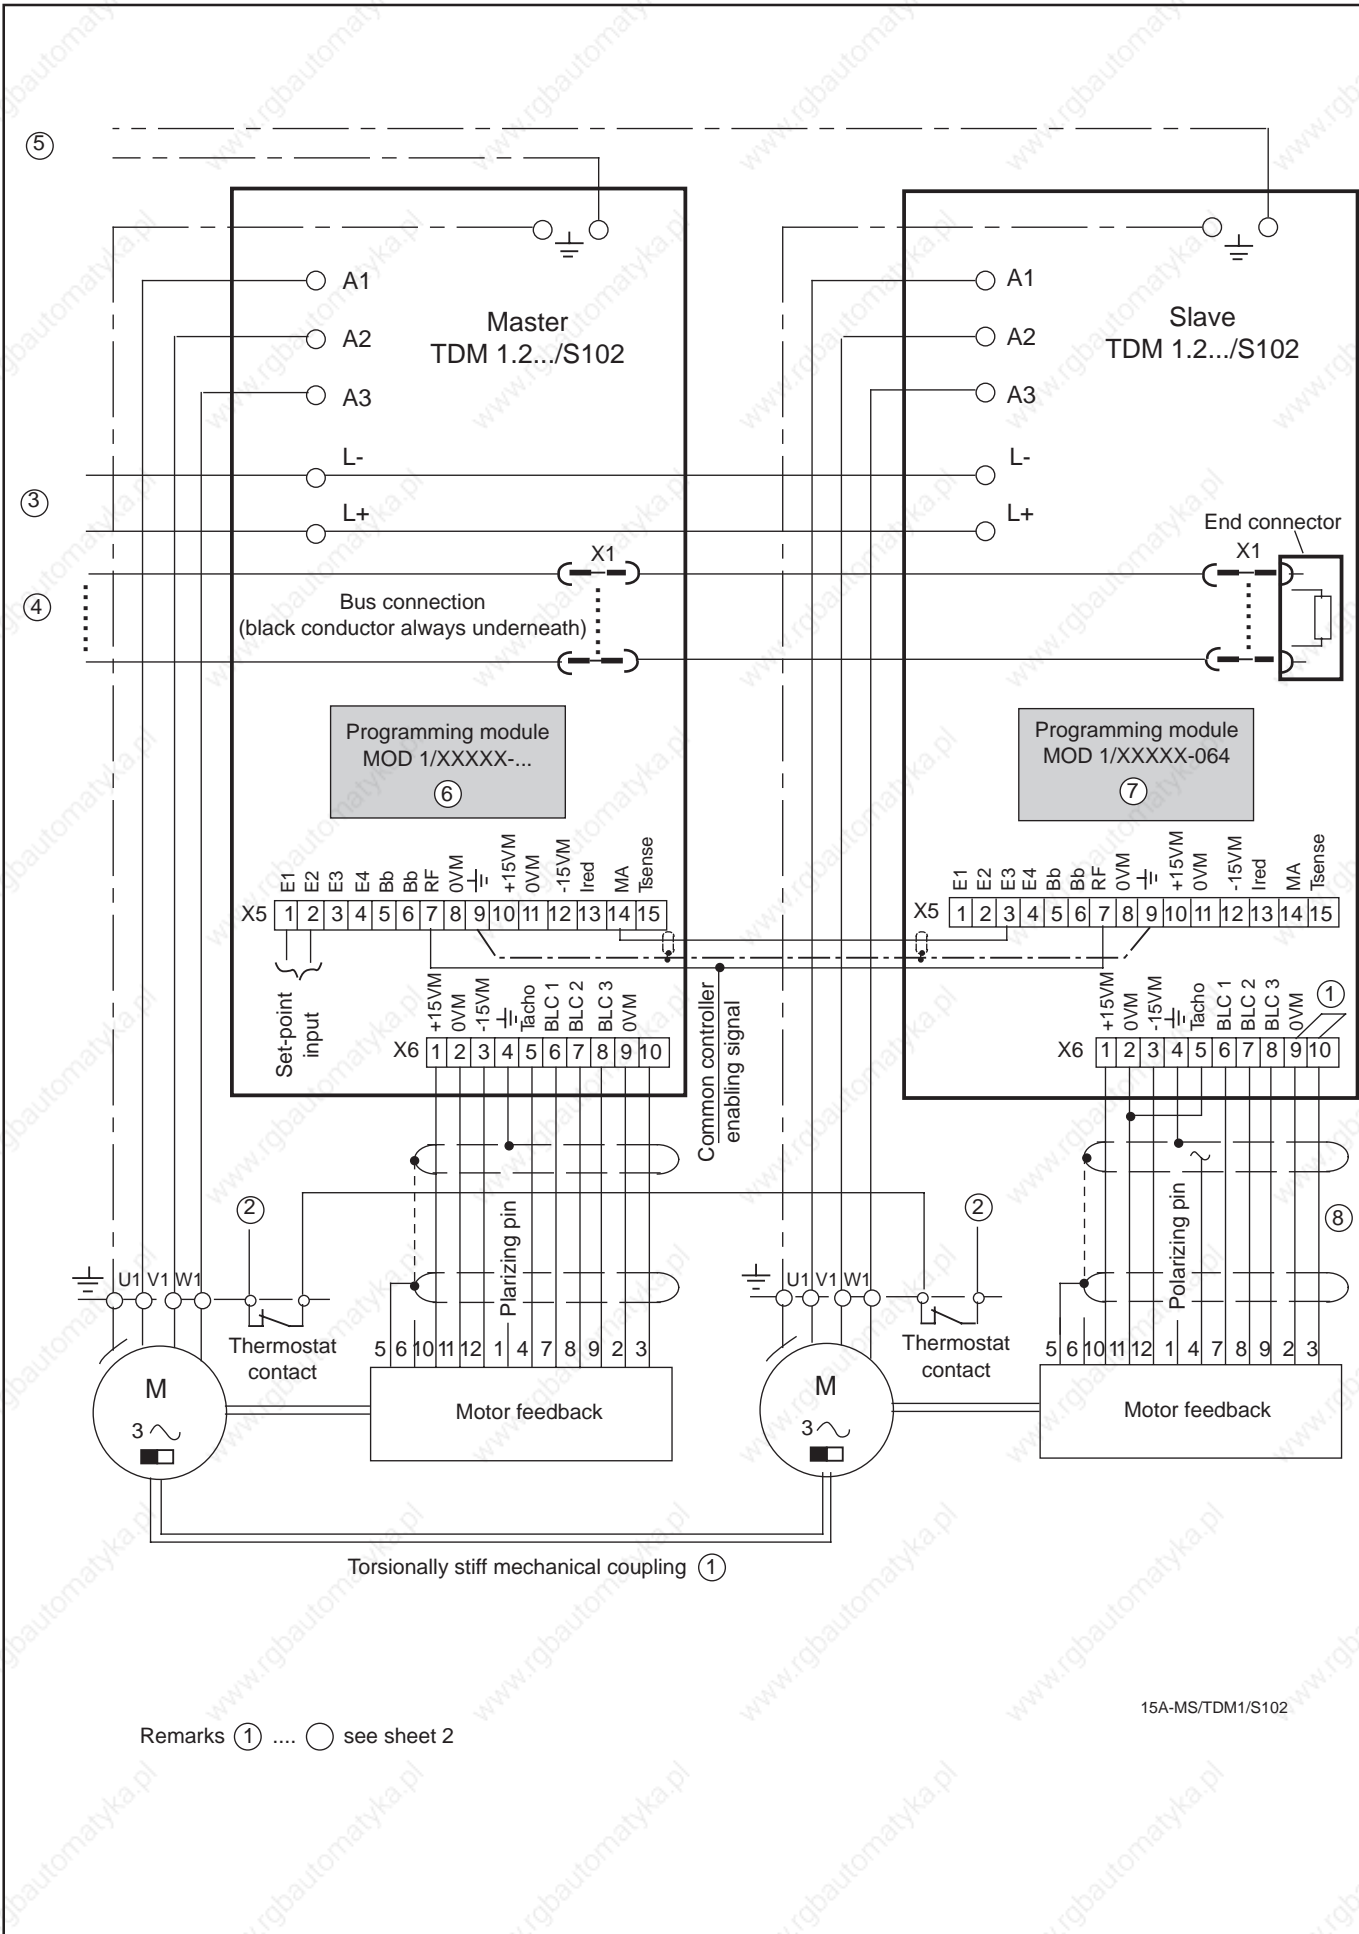 5
A1
A2
A3
Master
TDM 1.2.../S102
L-
L+
3
4
X1
Bus connection
(black conductor always underneath)
Programming module
MOD 1/XXXXX-...
6
E1 E2 E3 E4 Bb Bb RF 0VM +15VM 0VM -15VM Ired MA Tsense
X5 1 2 3 4 5 6 7 8 9 10 11 12 13 14 15
Set-point
input
+15VM 0VM -15VM Tacho BLC 1 BLC 2 BLC 3 0VM
X6 1 2 3 4 5 6 7 8 9 10
Common controller
enabling signal
A1
A2
A3
Slave
TDM 1.2.../S102
L-
L+
End connector
X1
Programming module
MOD 1/XXXXX-064
7
E1 E2 E3 E4 Bb Bb RF 0VM +15VM 0VM -15VM Ired MA Tsense
X5 1 2 3 4 5 6 7 8 9 10 11 12 13 14 15
+15VM 0VM -15VM Tacho BLC 1 BLC 2 BLC 3 0VM
1
X6 1 2 3 4 5 6 7 8 9 10
2
Plarizing pin
U1 V1 W1
Thermostat
contact
5 6 10 11 12 1 4 7 8 9 2 3
M
3
Motor feedback
2
Polarizing pin
8
U1 V1 W1
Thermostat
contact
5 6 10 11 12 1 4 7 8 9 2 3
M
3
Motor feedback
Torsionally stiff mechanical coupling 1
15A-MS/TDM1/S102
Remarks 1 .... see sheet 2
www.rgbautomatyka.pl